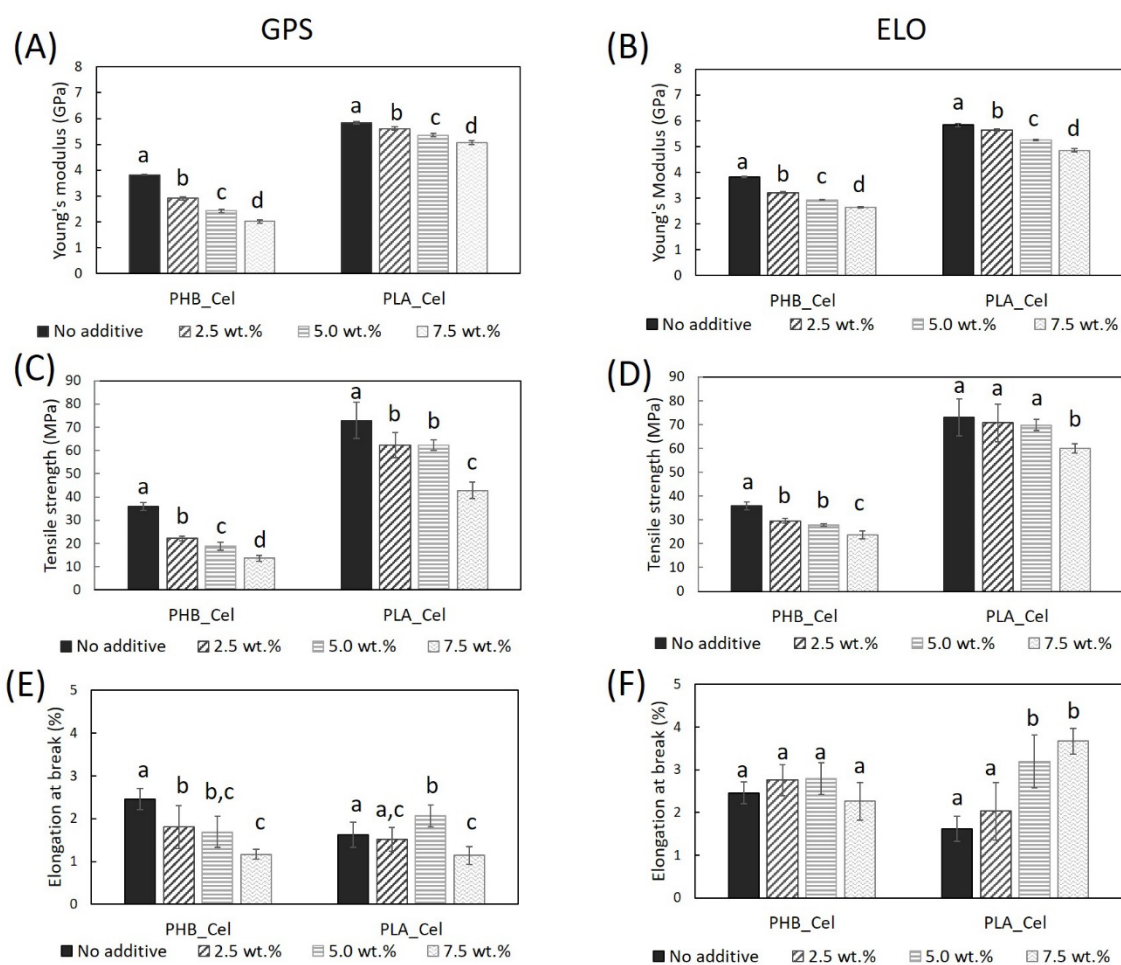 GPS
ELO
(A)
Young's modulus (GPa)
8
7
6
5
4
3
2
1
0
a
b
c
d
a
b
c
d
PHB_Cel
PLA_Cel
No additive 2.5 wt.% 5.0 wt.% 7.5 wt.%
(B)
Young's Modulus (GPa)
8
7
6
5
4
3
2
1
0
a
b
c
d
a
b
c
d
PHB_Cel
PLA_Cel
No additive 2.5 wt.% 5.0 wt.% 7.5 wt.%
(C)
Tensile strength (MPa)
90
80
70
60
50
40
30
20
10
0
a
b
c
d
a
b
b
c
PHB_Cel
PLA_Cel
No additive 2.5 wt.% 5.0 wt.% 7.5 wt.%
(D)
Tensile strength (MPa)
90
80
70
60
50
40
30
20
10
0
a
b
b
c
a
a
a
b
PHB_Cel
PLA_Cel
No additive 2.5 wt.% 5.0 wt.% 7.5 wt.%
(E)
Elongation at break (%)
5
4
3
2
1
0
a
b
b,c
c
a
a,c
b
c
PHB_Cel
PLA_Cel
No additive 2.5 wt.% 5.0 wt.% 7.5 wt.%
(F)
Elongation at break (%)
5
4
3
2
1
0
a
a
a
a
a
a
b
b
PHB_Cel
PLA_Cel
No additive 2.5 wt.% 5.0 wt.% 7.5 wt.%